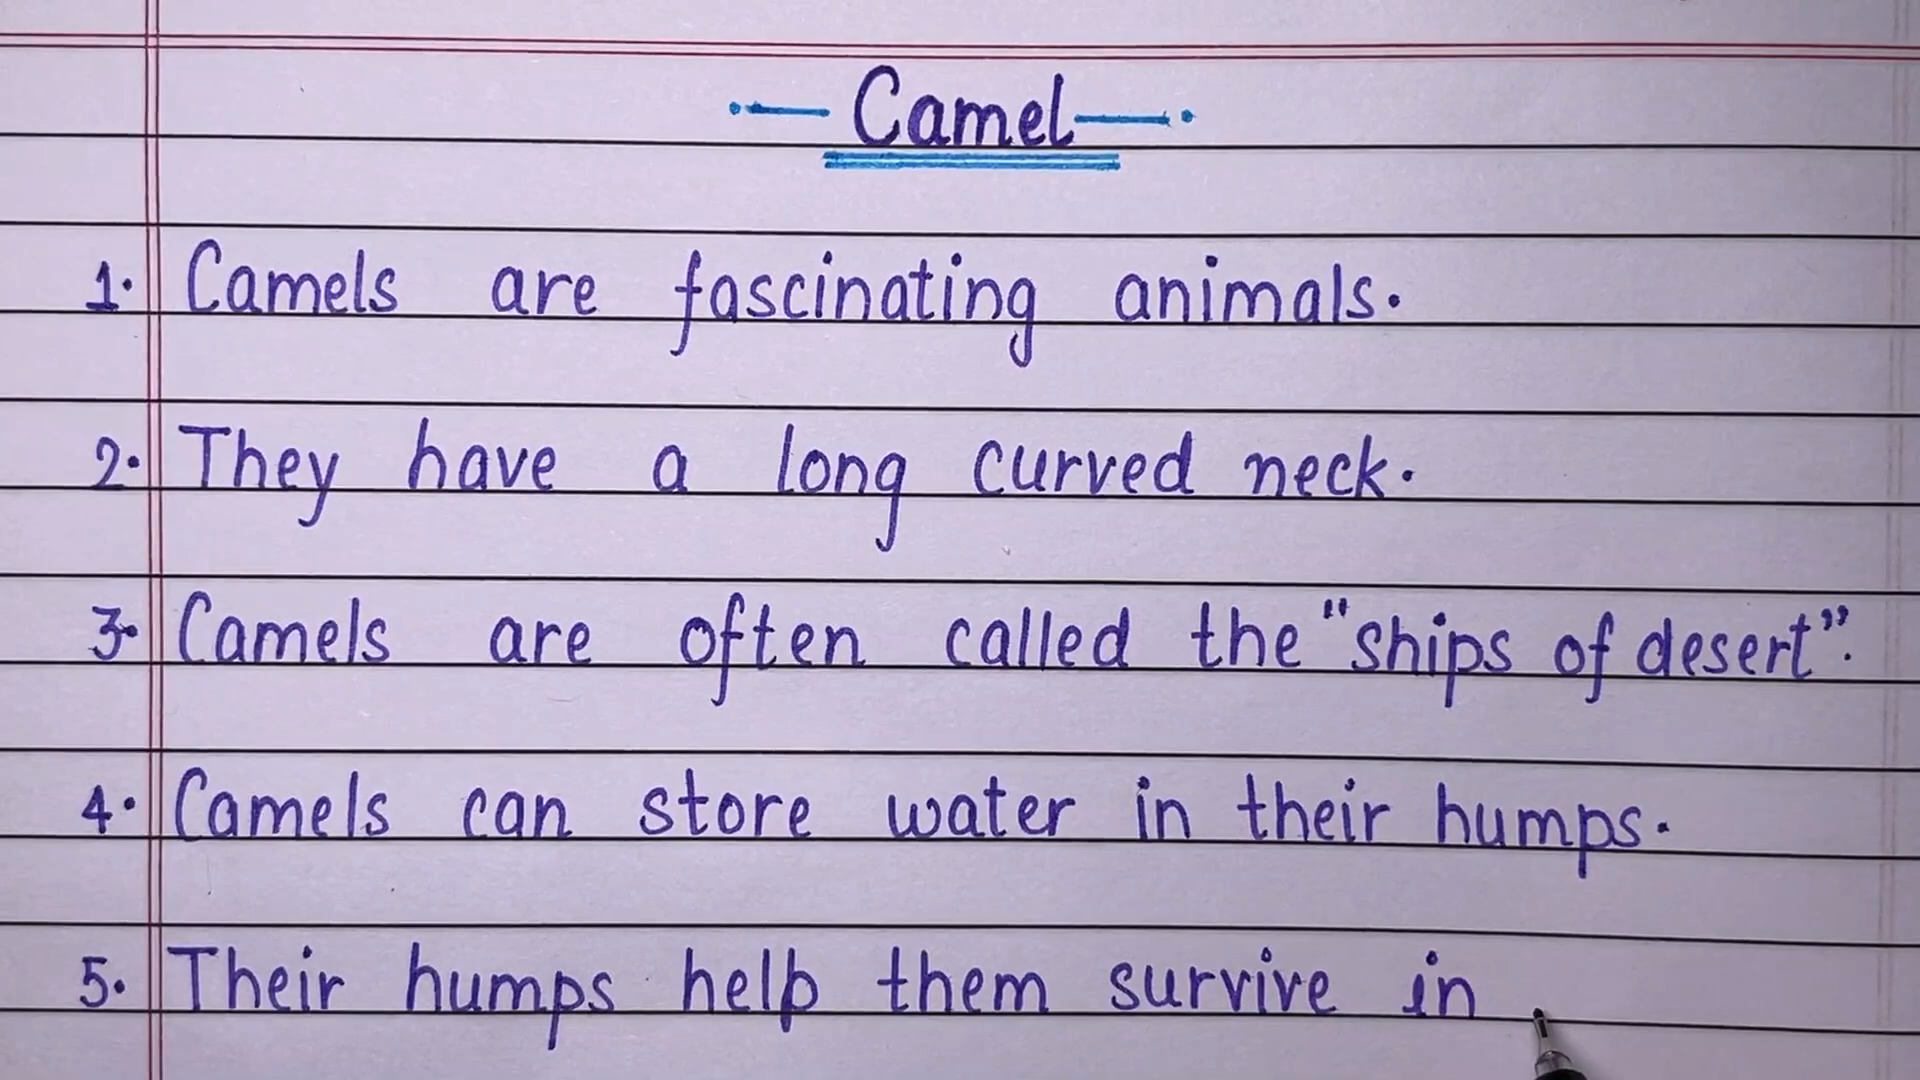 Camel
1. Camels are fascinating animals.
2. They have a long curved neck.
3. Camels are often called the "ships of desert".
4. Camels can store water in their humps.
5. Their humps help them survive in